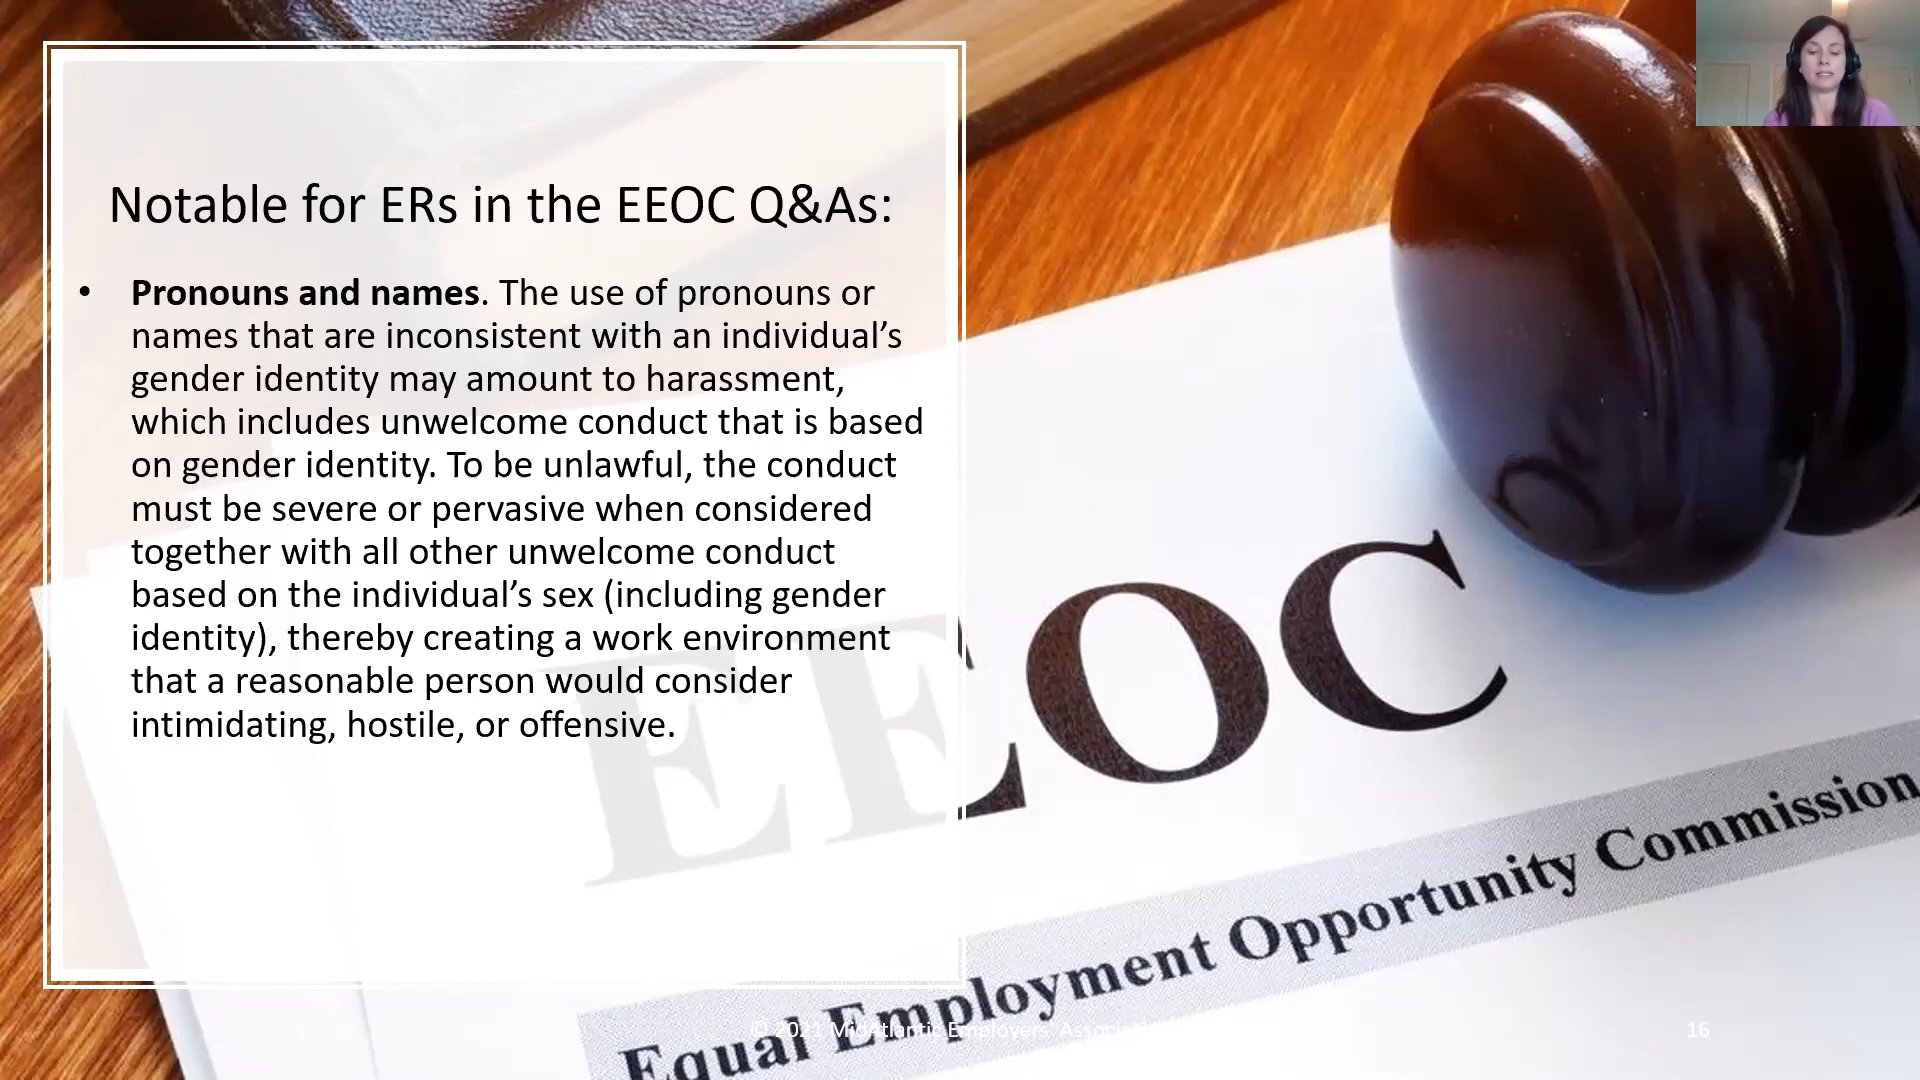 Notable for ERs in the EEOC Q&As:
• Pronouns and names. The use of pronouns or
names that are inconsistent with an individual’s
gender identity may amount to harassment,
which includes unwelcome conduct that is based
on gender identity. To be unlawful, the conduct
must be severe or pervasive when considered
together with all other unwelcome conduct
based on the individual’s sex (including gender
identity), thereby creating a work environment
that a reasonable person would consider
intimidating, hostile, or offensive.
EEOC
Equal Employment Opportunity Commission
© 2021 MidAtlantic Employers'
16